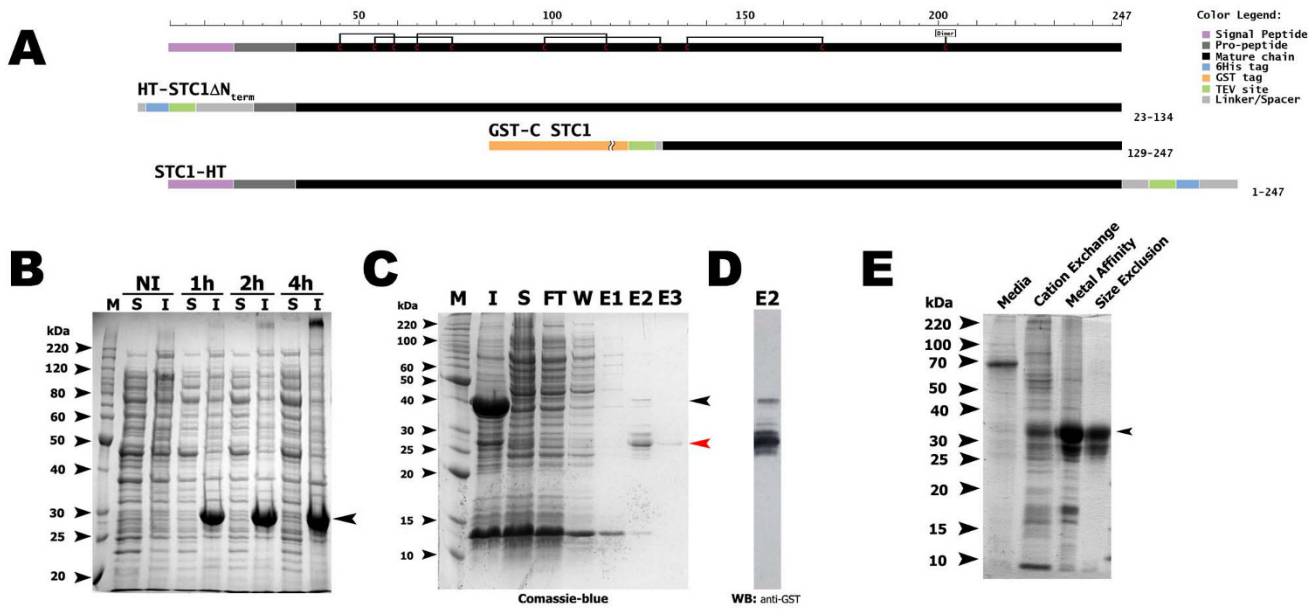 A
50 100 150 200 247
Dimer
C C C C C C C C C C C
Color Legend:
Signal Peptide
Pro-peptide
Mature chain
6His tag
GST tag
TEV site
Linker/Spacer
HT-STC1ΔNterm
23-134
GST-C STC1
129-247
STC1-HT
1-247
B
NI 1h 2h 4h
M S I S I S I S I
kDa
220
120
80
60
50
40
30
25
20
C
M I S FT W E1 E2 E3
kDa
220
100
60
50
40
30
25
20
15
10
Comassie-blue
D
E2
WB: anti-GST
E
Media
Cation Exchange
Metal Affinity
Size Exclusion
kDa
220
100
70
50
40
30
25
20
15
10